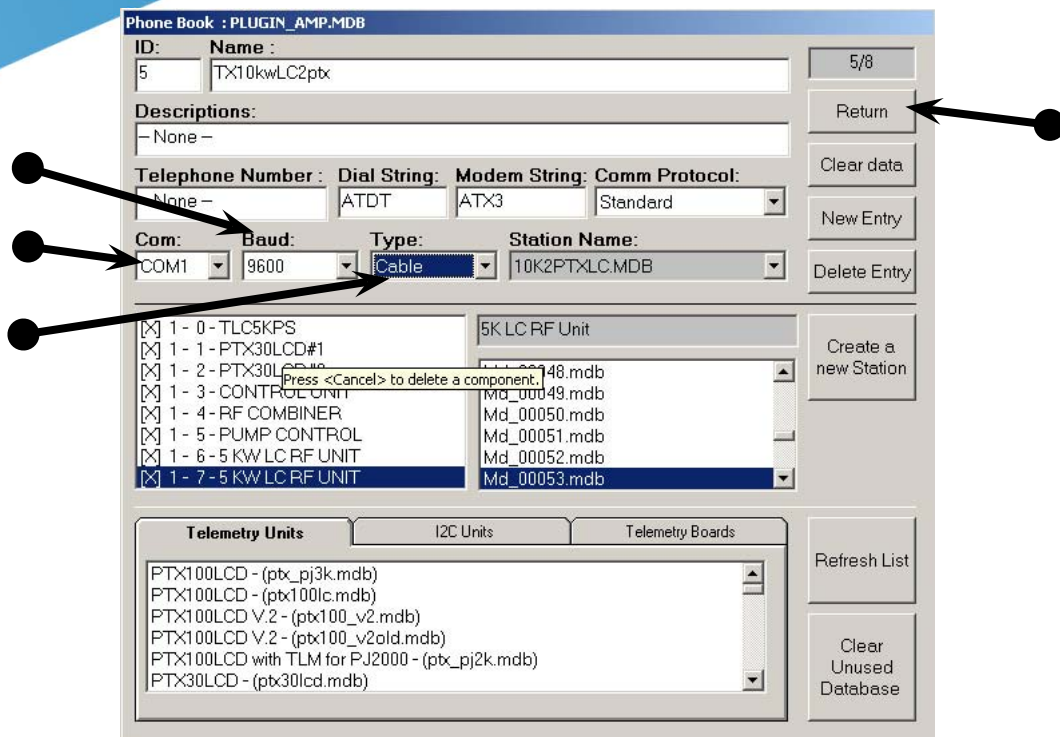 Phone Book : PLUGIN_AMP.MDB
ID: Name :
5 TX10kwLC2ptx
5/8
Return
Descriptions:
-- None --
Clear data
Telephone Number : Dial String: Modem String: Comm Protocol:
None -- ATDT ATX3 Standard
New Entry
Com: Baud: Type: Station Name:
COM1 9600 Cable 10K2PTXLC.MDB
Delete Entry
[X] 1 - 0 - TLC5KPS
[X] 1 - 1 - PTX30LCD#1
[X] 1 - 2 - PTX30LCD#2
[X] 1 - 3 - CONTROL UNIT
[X] 1 - 4 - RF COMBINER
[X] 1 - 5 - PUMP CONTROL
[X] 1 - 6 - 5 KW LC RF UNIT
[X] 1 - 7 - 5 KW LC RF UNIT
Press <Cancel> to delete a component.
5K LC RF Unit
48.mdb
Md_00049.mdb
Md_00050.mdb
Md_00051.mdb
Md_00052.mdb
Md_00053.mdb
Create a
new Station
Telemetry Units I2C Units Telemetry Boards
PTX100LCD - (ptx_pj3k.mdb)
PTX100LCD - (ptx100lc.mdb)
PTX100LCD V.2 - (ptx100_v2.mdb)
PTX100LCD V.2 - (ptx100_v2old.mdb)
PTX100LCD with TLM for PJ2000 - (ptx_pj2k.mdb)
PTX30LCD - (ptx30lcd.mdb)
Refresh List
Clear
Unused
Database